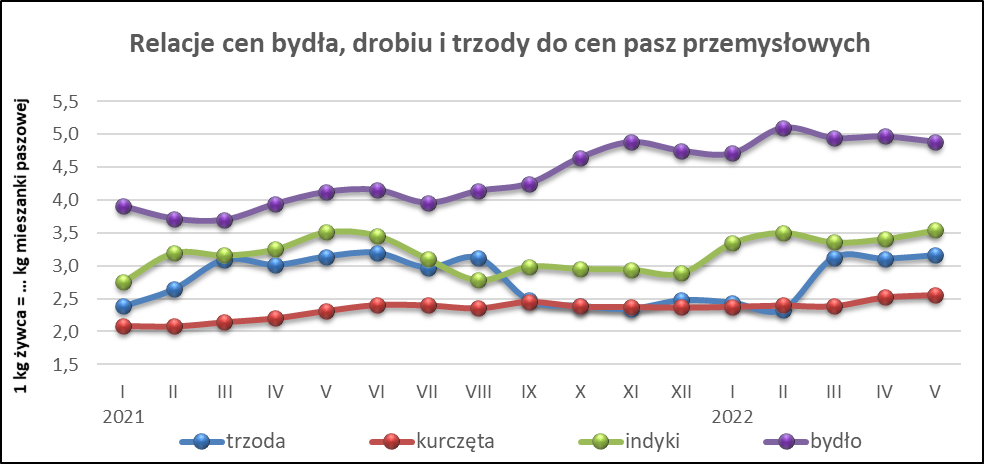 Relacje cen bydła, drobiu i trzody do cen pasz przemysłowych
1 kg żywca = ... kg mieszanki paszowej
5,5
5,0
4,5
4,0
3,5
3,0
2,5
2,0
1,5
I II III IV V VI VII VIII IX X XI XII I II III IV V
2021 2022
trzoda kurczęta indyki bydło